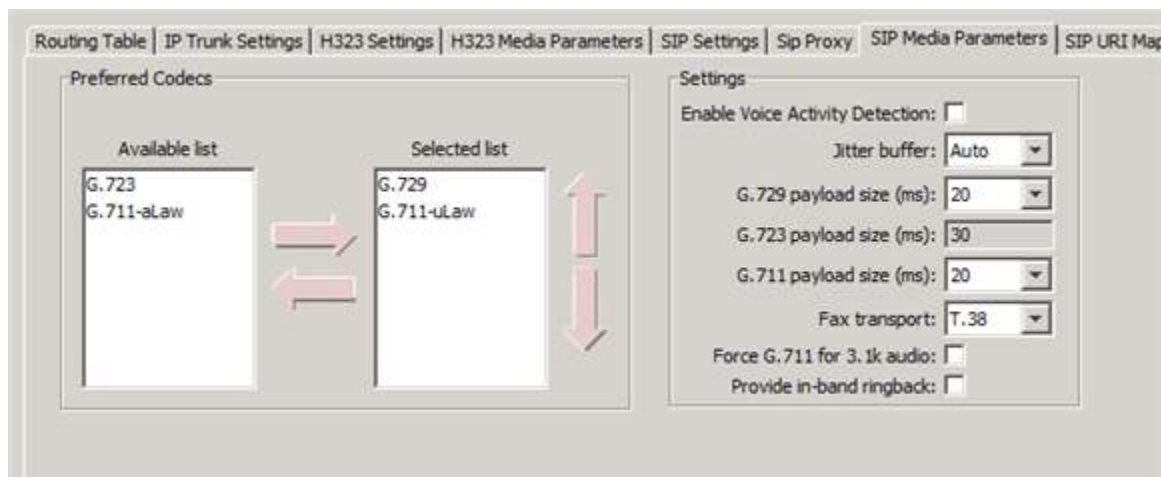 Routing Table IP Trunk Settings H323 Settings H323 Media Parameters SIP Settings Sip Proxy SIP Media Parameters SIP URI Map
Preferred Codecs
Available list
G.723
G.711-aLaw
Selected list
G.729
G.711-uLaw
Settings
Enable Voice Activity Detection:
Jitter buffer: Auto
G.729 payload size (ms): 20
G.723 payload size (ms): 30
G.711 payload size (ms): 20
Fax transport: T.38
Force G.711 for 3.1k audio:
Provide in-band ringback: